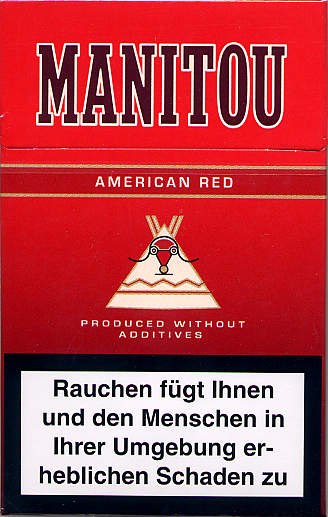 MANITOU
AMERICAN RED
PRODUCED WITHOUT
ADDITIVES
Rauchen fügt Ihnen
und den Menschen in
Ihrer Umgebung er-
heblichen Schaden zu